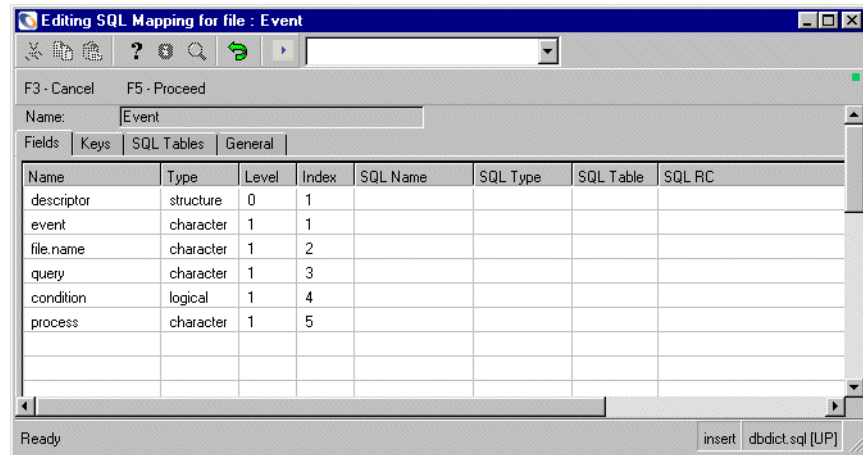 Editing SQL Mapping for file : Event
F3 - Cancel F5 - Proceed
Name: Event
Fields Keys SQL Tables General
Name Type Level Index SQL Name SQL Type SQL Table SQL RC
descriptor structure 0 1
event character 1 1
file.name character 1 2
query character 1 3
condition logical 1 4
process character 1 5
Ready insert dbdict.sql [UP]